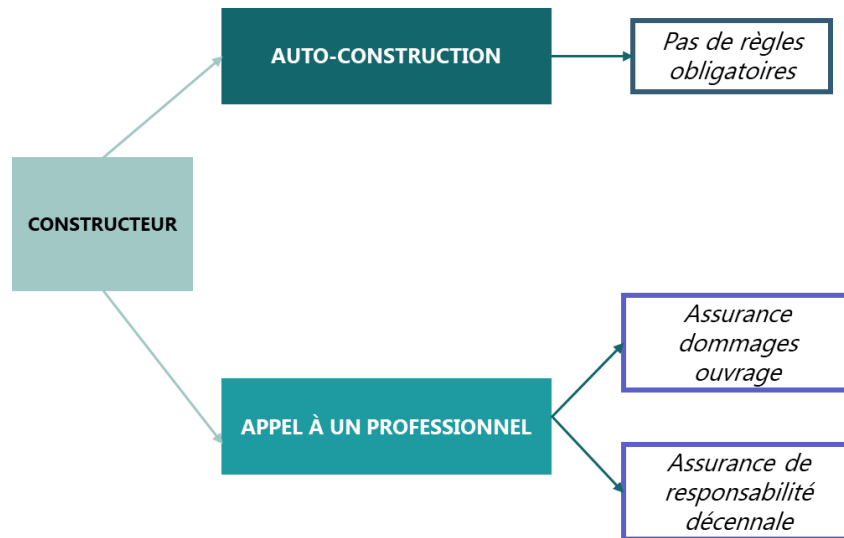 AUTO-CONSTRUCTION
Pas de règles
obligatoires
CONSTRUCTEUR
Assurance
dommages
ouvrage
APPEL À UN PROFESSIONNEL
Assurance de
responsabilité
décennale